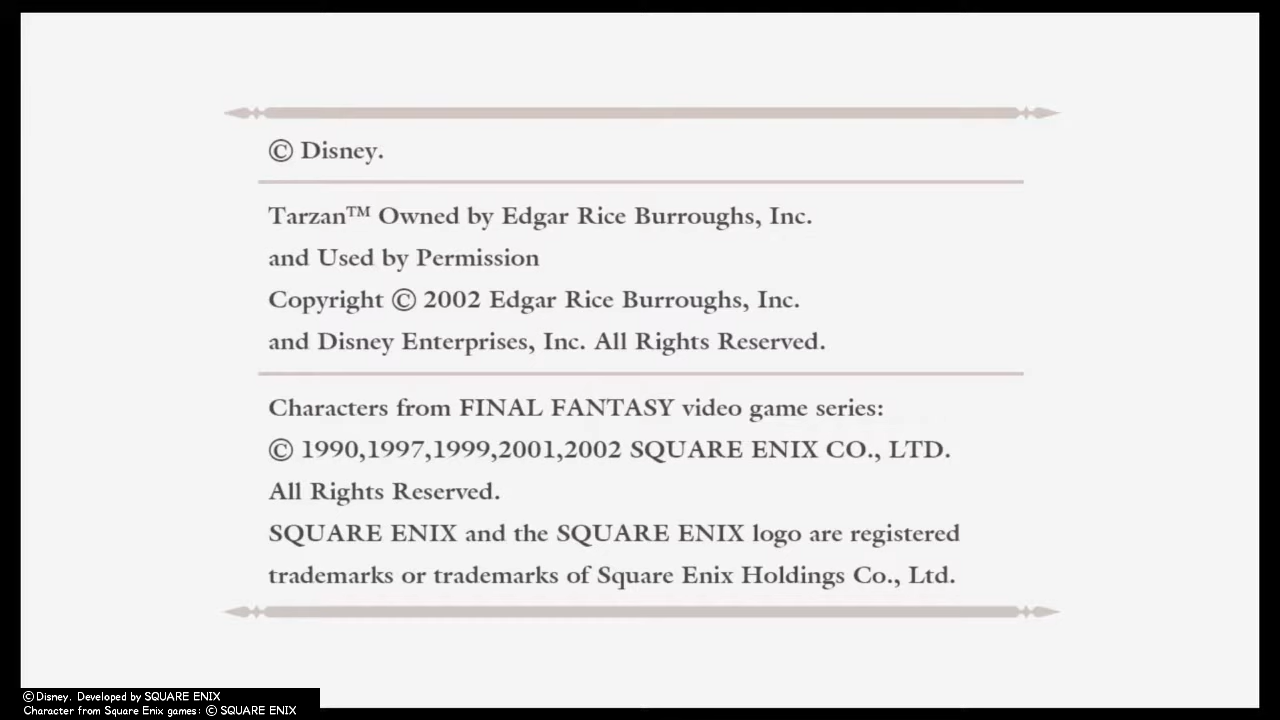 © Disney.
Tarzan™ Owned by Edgar Rice Burroughs, Inc.
and Used by Permission
Copyright © 2002 Edgar Rice Burroughs, Inc.
and Disney Enterprises, Inc. All Rights Reserved.
Characters from FINAL FANTASY video game series:
© 1990,1997,1999,2001,2002 SQUARE ENIX CO., LTD.
All Rights Reserved.
SQUARE ENIX and the SQUARE ENIX logo are registered
trademarks or trademarks of Square Enix Holdings Co., Ltd.
© Disney. Developed by SQUARE ENIX
Character from Square Enix games: © SQUARE ENIX